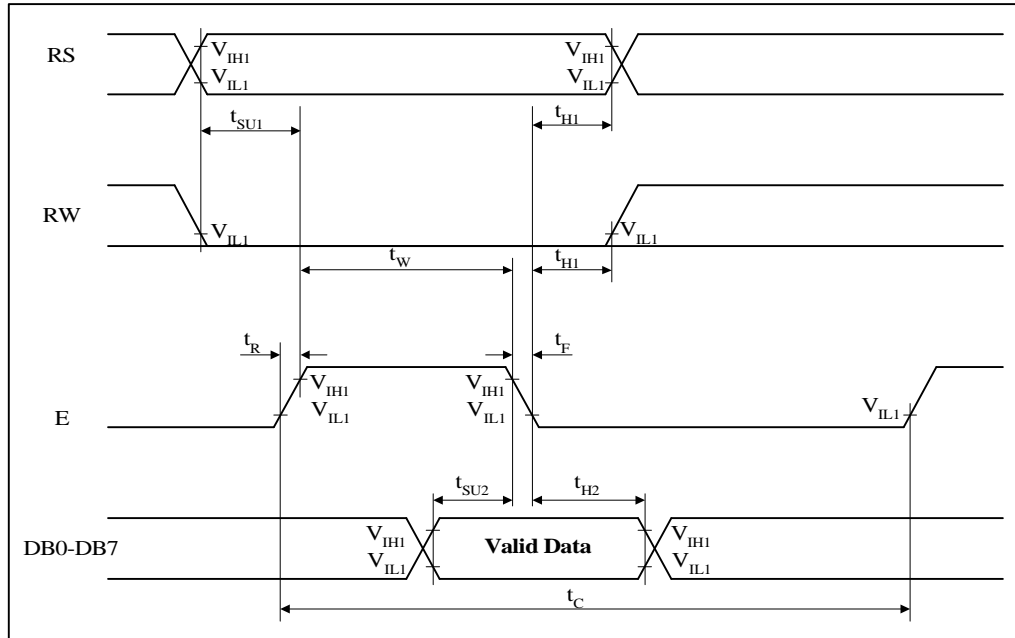 RS
V_IH1
V_IL1
V_IH1
V_IL1
t_SU1
t_H1
RW
V_IL1
V_IL1
t_W
t_H1
t_R
t_F
E
V_IH1
V_IL1
V_IH1
V_IL1
V_IL1
t_SU2
t_H2
DB0-DB7
V_IH1
V_IL1
Valid Data
V_IH1
V_IL1
t_C